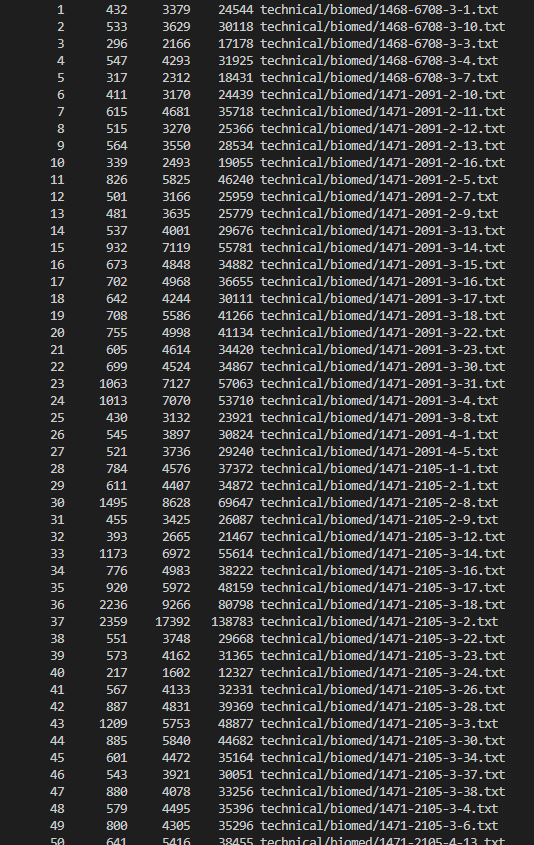 1 432 3379 24544 technical/biomed/1468-6708-3-1.txt
2 533 3629 30118 technical/biomed/1468-6708-3-10.txt
3 296 2166 17178 technical/biomed/1468-6708-3-3.txt
4 547 4293 31925 technical/biomed/1468-6708-3-4.txt
5 317 2312 18431 technical/biomed/1468-6708-3-7.txt
6 411 3170 24439 technical/biomed/1471-2091-2-10.txt
7 615 4681 35718 technical/biomed/1471-2091-2-11.txt
8 515 3270 25366 technical/biomed/1471-2091-2-12.txt
9 564 3550 28534 technical/biomed/1471-2091-2-13.txt
10 339 2493 19055 technical/biomed/1471-2091-2-16.txt
11 826 5825 46240 technical/biomed/1471-2091-2-5.txt
12 501 3166 25959 technical/biomed/1471-2091-2-7.txt
13 481 3635 25779 technical/biomed/1471-2091-2-9.txt
14 537 4001 29676 technical/biomed/1471-2091-3-13.txt
15 932 7119 55781 technical/biomed/1471-2091-3-14.txt
16 673 4848 34882 technical/biomed/1471-2091-3-15.txt
17 702 4968 36655 technical/biomed/1471-2091-3-16.txt
18 642 4244 30111 technical/biomed/1471-2091-3-17.txt
19 708 5586 41266 technical/biomed/1471-2091-3-18.txt
20 755 4998 41134 technical/biomed/1471-2091-3-22.txt
21 605 4614 34420 technical/biomed/1471-2091-3-23.txt
22 699 4524 34867 technical/biomed/1471-2091-3-30.txt
23 1063 7127 57063 technical/biomed/1471-2091-3-31.txt
24 1013 7070 53710 technical/biomed/1471-2091-3-4.txt
25 430 3132 23921 technical/biomed/1471-2091-3-8.txt
26 545 3897 30824 technical/biomed/1471-2091-4-1.txt
27 521 3736 29240 technical/biomed/1471-2091-4-5.txt
28 784 4576 37372 technical/biomed/1471-2105-1-1.txt
29 611 4407 34872 technical/biomed/1471-2105-2-1.txt
30 1495 8628 69647 technical/biomed/1471-2105-2-8.txt
31 455 3425 26087 technical/biomed/1471-2105-2-9.txt
32 393 2665 21467 technical/biomed/1471-2105-3-12.txt
33 1173 6972 55614 technical/biomed/1471-2105-3-14.txt
34 776 4983 38222 technical/biomed/1471-2105-3-16.txt
35 920 5972 48159 technical/biomed/1471-2105-3-17.txt
36 2236 9266 80798 technical/biomed/1471-2105-3-18.txt
37 2359 17392 138783 technical/biomed/1471-2105-3-2.txt
38 551 3748 29668 technical/biomed/1471-2105-3-22.txt
39 573 4162 31365 technical/biomed/1471-2105-3-23.txt
40 217 1602 12327 technical/biomed/1471-2105-3-24.txt
41 567 4133 32331 technical/biomed/1471-2105-3-26.txt
42 887 4831 39369 technical/biomed/1471-2105-3-28.txt
43 1209 5753 48877 technical/biomed/1471-2105-3-3.txt
44 885 5840 44682 technical/biomed/1471-2105-3-30.txt
45 601 4472 35164 technical/biomed/1471-2105-3-34.txt
46 543 3921 30051 technical/biomed/1471-2105-3-37.txt
47 880 4078 33256 technical/biomed/1471-2105-3-38.txt
48 579 4495 35396 technical/biomed/1471-2105-3-4.txt
49 800 4305 35296 technical/biomed/1471-2105-3-6.txt
50 641 5416 38455 technical/biomed/1471-2105-4-13.txt